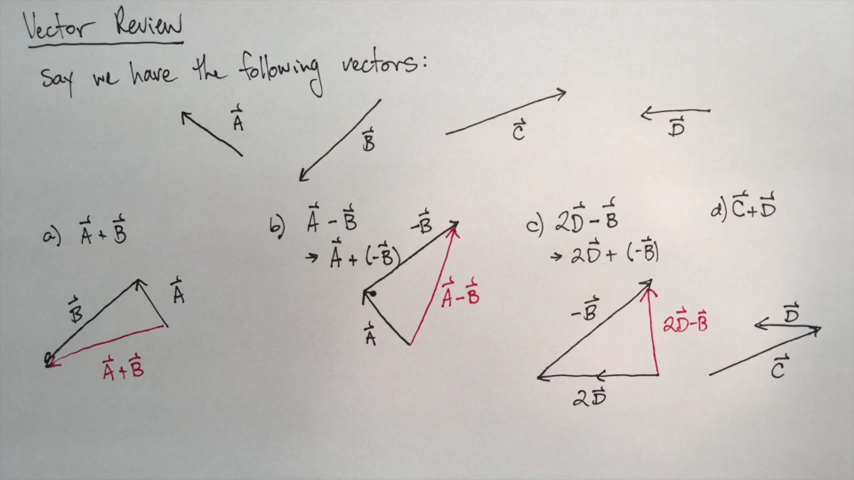 Vector Review
Say we have the following vectors:
A⃗
B⃗
C⃗
D⃗
a) A⃗ + B⃗
b) A⃗ - B⃗
→ A⃗ + (-B⃗)
c) 2D⃗ - B⃗
→ 2D⃗ + (-B⃗)
d) C⃗ + D⃗
B⃗
A⃗
A⃗ + B⃗
-B⃗
A⃗
A⃗ - B⃗
-B⃗
2D⃗
2D⃗ - B⃗
D⃗
C⃗